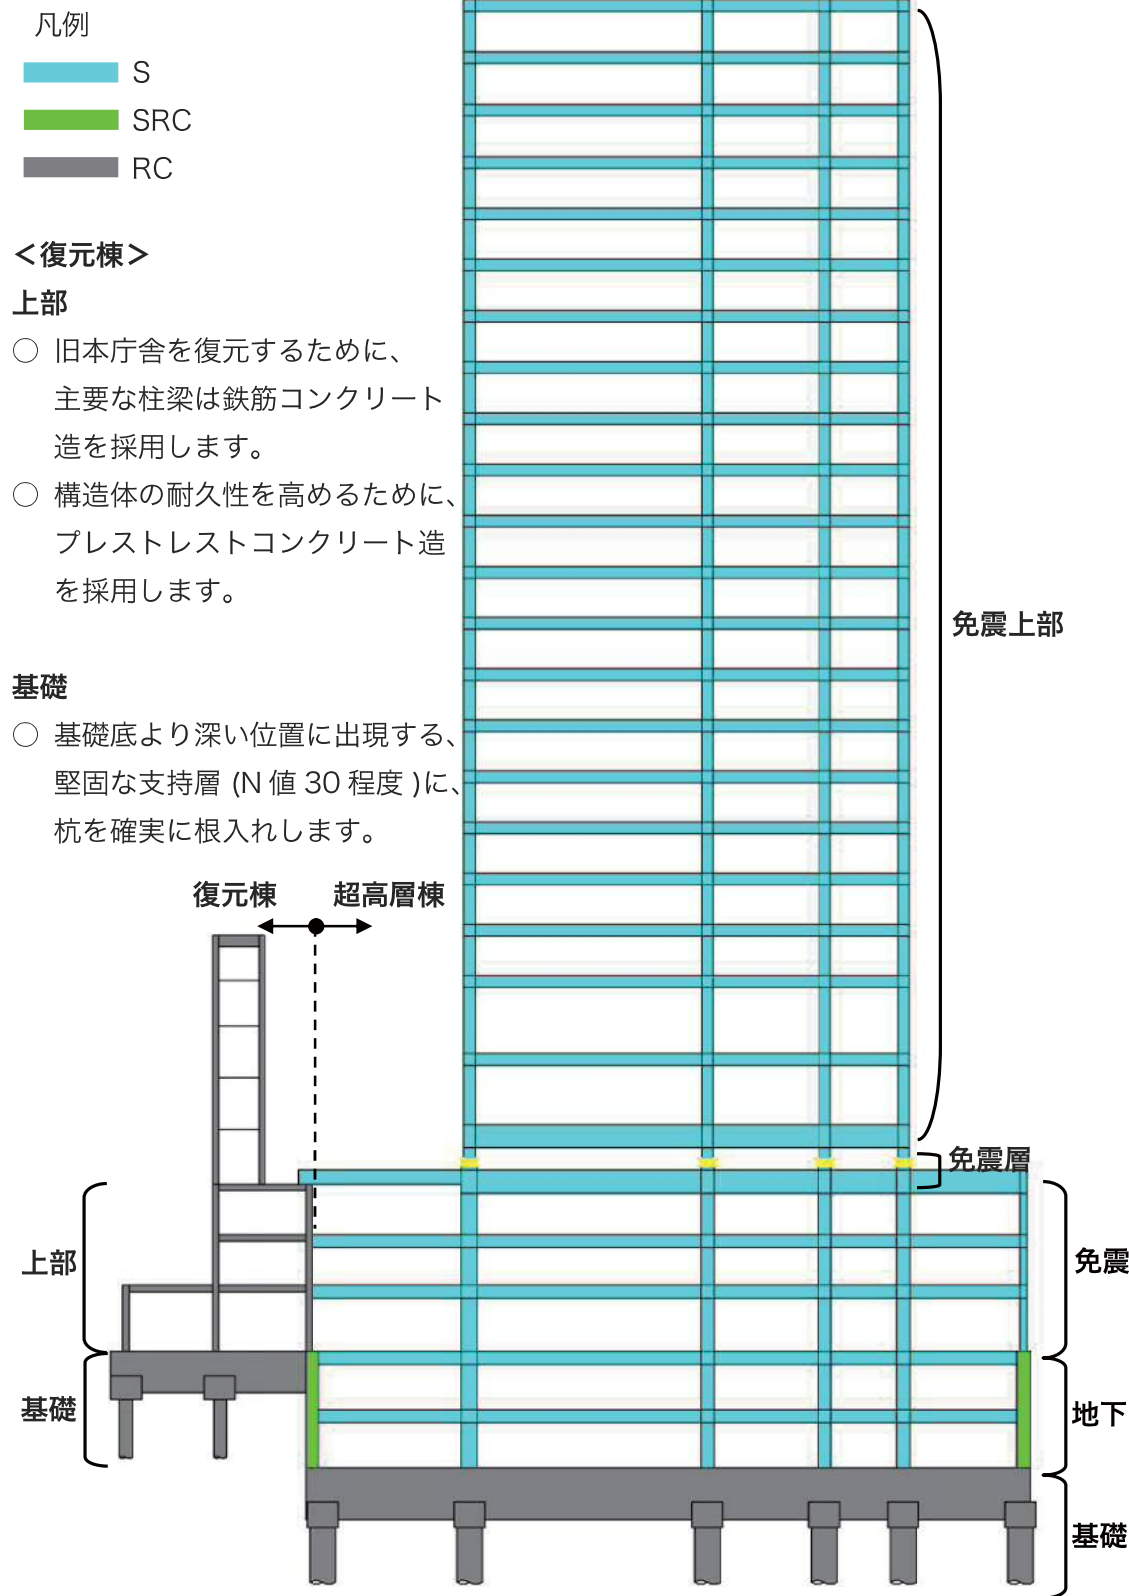 凡例
S
SRC
RC
＜復元棟＞
上部
○ 旧本庁舎を復元するために、
主要な柱梁は鉄筋コンクリート
造を採用します。
○ 構造体の耐久性を高めるために、
プレストレストコンクリート造
を採用します。
基礎
○ 基礎底より深い位置に出現する、
堅固な支持層 (N 値 30 程度 )に、
杭を確実に根入れします。
復元棟
超高層棟
免震上部
免震層
上部
基礎
免震
地下
基礎